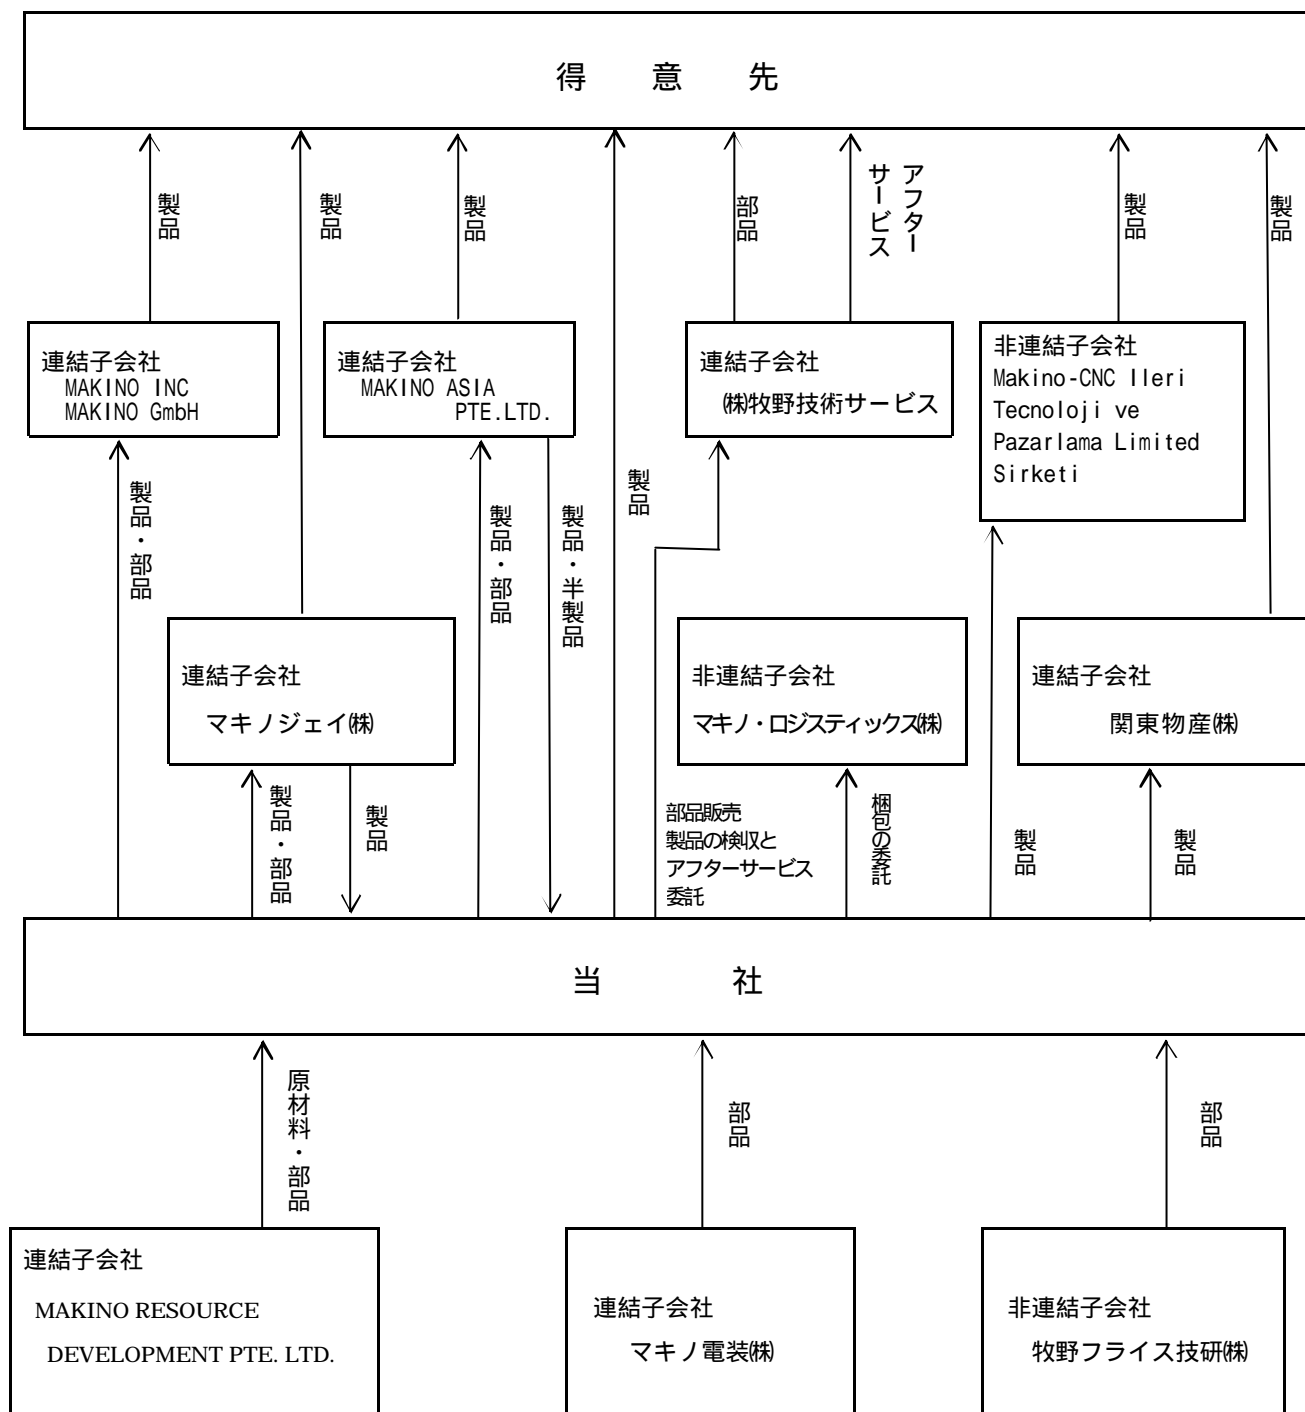 得意先
製品
製品
製品
部品
アフター
サービス
製品
製品
連結子会社
MAKINO INC
MAKINO GmbH
連結子会社
MAKINO ASIA
PTE.LTD.
連結子会社
㈱牧野技術サービス
非連結子会社
Makino-CNC Ileri
Tecnoloji ve
Pazarlama Limited
Sirketi
製品・部品
製品・部品
製品・半製品
製品
連結子会社
マキノジェイ㈱
非連結子会社
マキノ・ロジスティックス㈱
連結子会社
関東物産㈱
製品・部品
製品
部品販売
製品の検収と
アフターサービス
委託
梱包の委託
製品
製品
当社
原材料・部品
部品
部品
連結子会社
MAKINO RESOURCE
DEVELOPMENT PTE. LTD.
連結子会社
マキノ電装㈱
非連結子会社
牧野フライス技研㈱